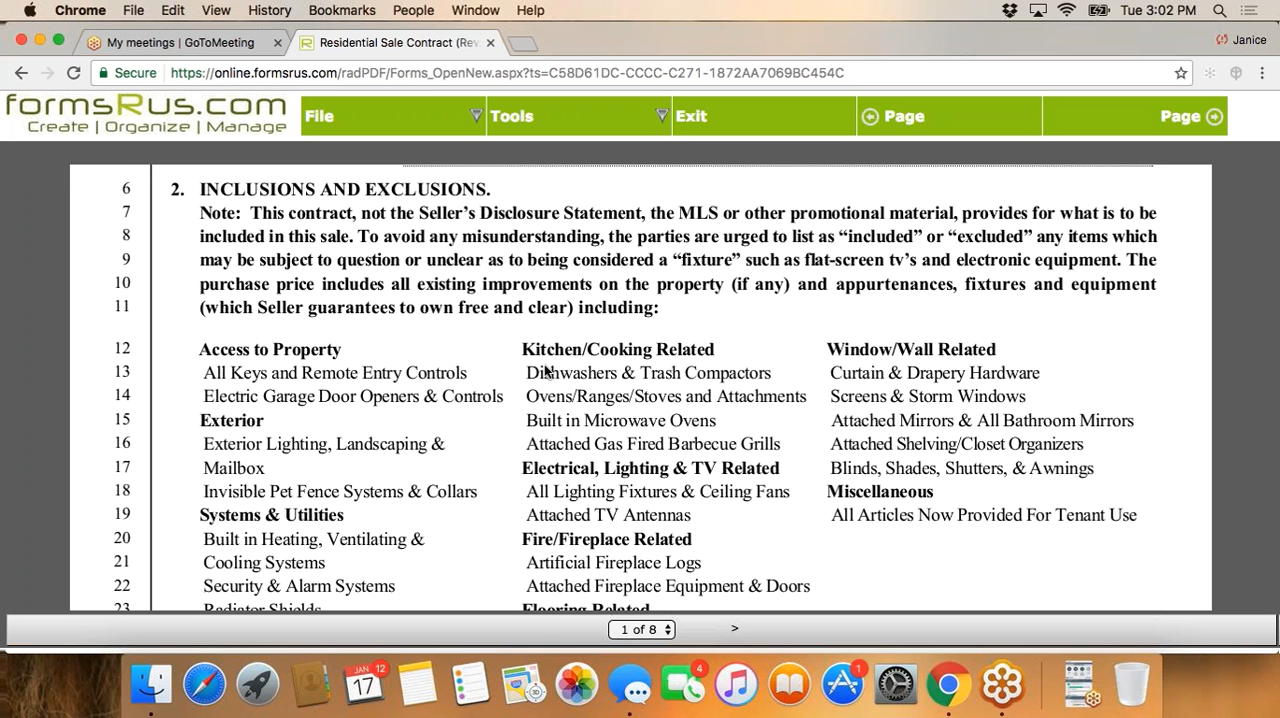 Chrome File Edit View History Bookmarks People Window Help Tue 3:02 PM
My meetings | GoToMeeting Residential Sale Contract (Rev Janice
Secure https://online.formsrus.com/radPDF/Forms_OpenNew.aspx?ts=C58D61DC-CCCC-C271-1872AA7069BC454C
formsRus.com File Tools Exit Page Page
Create | Organize | Manage
6 2. INCLUSIONS AND EXCLUSIONS.
7 Note: This contract, not the Seller’s Disclosure Statement, the MLS or other promotional material, provides for what is to be
8 included in this sale. To avoid any misunderstanding, the parties are urged to list as “included” or “excluded” any items which
9 may be subject to question or unclear as to being considered a “fixture” such as flat-screen tv’s and electronic equipment. The
10 purchase price includes all existing improvements on the property (if any) and appurtenances, fixtures and equipment
11 (which Seller guarantees to own free and clear) including:
12 Access to Property Kitchen/Cooking Related Window/Wall Related
13 All Keys and Remote Entry Controls Dishwashers & Trash Compactors Curtain & Drapery Hardware
14 Electric Garage Door Openers & Controls Ovens/Ranges/Stoves and Attachments Screens & Storm Windows
15 Exterior Built in Microwave Ovens Attached Mirrors & All Bathroom Mirrors
16 Exterior Lighting, Landscaping & Attached Gas Fired Barbecue Grills Attached Shelving/Closet Organizers
17 Mailbox Electrical, Lighting & TV Related Blinds, Shades, Shutters, & Awnings
18 Invisible Pet Fence Systems & Collars All Lighting Fixtures & Ceiling Fans Miscellaneous
19 Systems & Utilities Attached TV Antennas All Articles Now Provided For Tenant Use
20 Built in Heating, Ventilating & Fire/Fireplace Related
21 Cooling Systems Artificial Fireplace Logs
22 Security & Alarm Systems Attached Fireplace Equipment & Doors
23 Radiator Shields Flooring Related
1 of 8 >
JAN 12 17 4 1